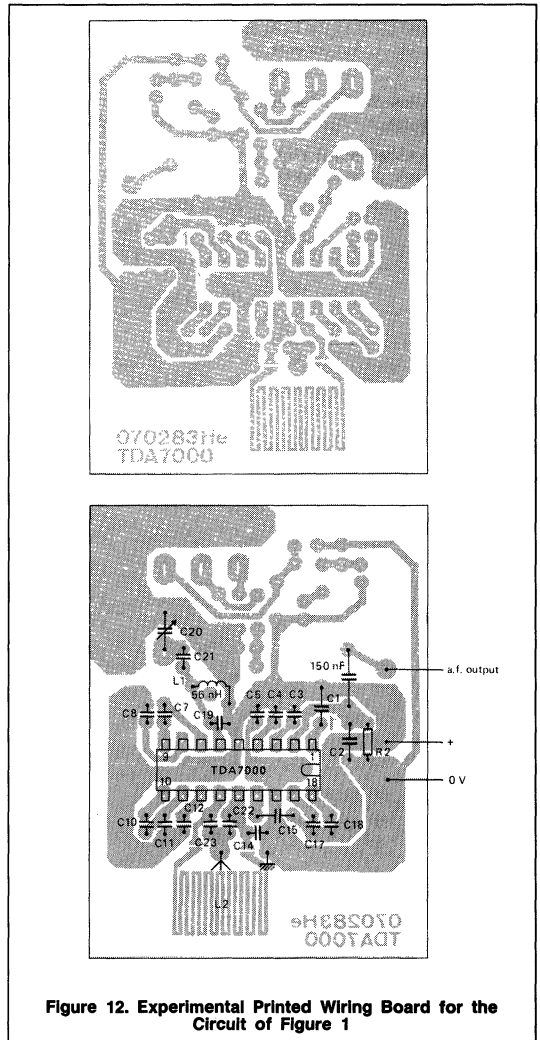 070283He
TDA7000
C20
C21
L1
56 nH
C19
C8
C7
C5
C4
C3
C1
150 nF
a.f. output
C2
R2
+
0 V
9
1
TDA7000
10
18
C10
C11
C12
C23
C22
C14
C15
C17
C18
L2
070283He
TDA7000
Figure 12. Experimental Printed Wiring Board for the
Circuit of Figure 1